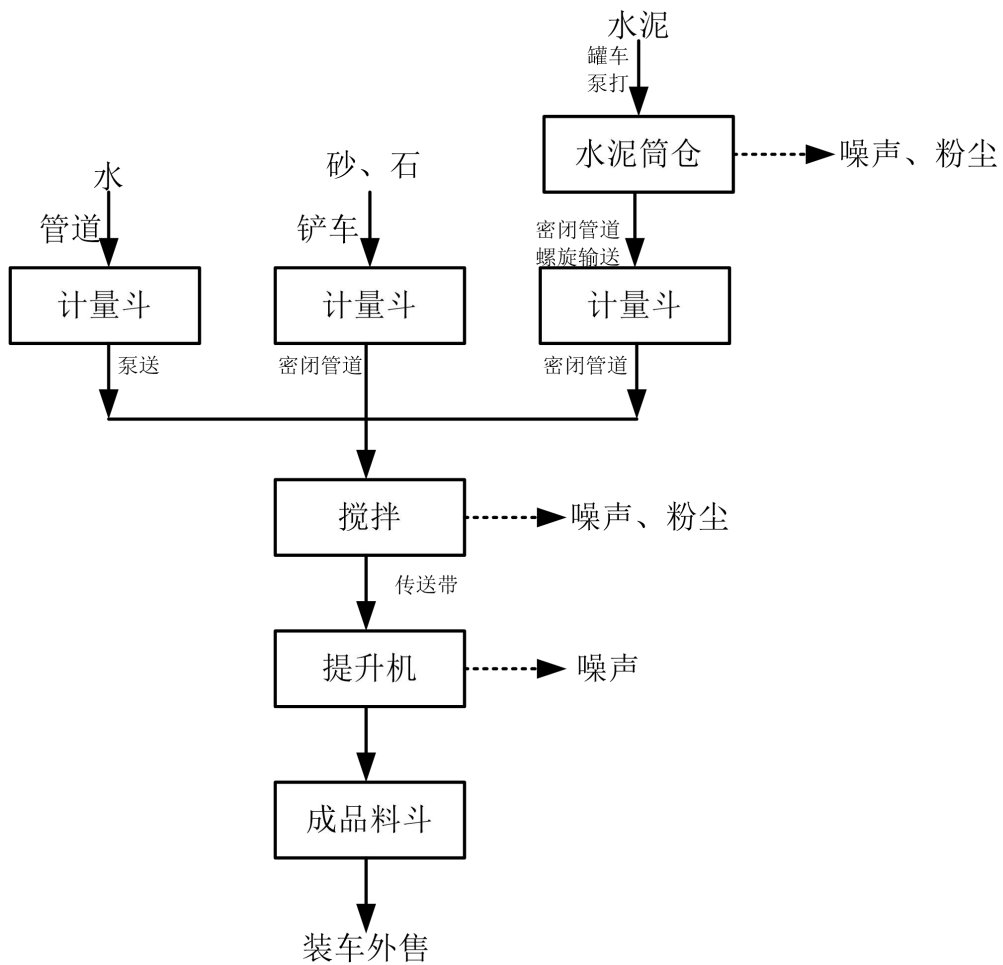 水泥
罐车
泵打
水泥筒仓
噪声、粉尘
水
管道
砂、石
铲车
密闭管道
螺旋输送
计量斗
计量斗
计量斗
泵送
密闭管道
密闭管道
搅拌
噪声、粉尘
传送带
提升机
噪声
成品料斗
装车外售